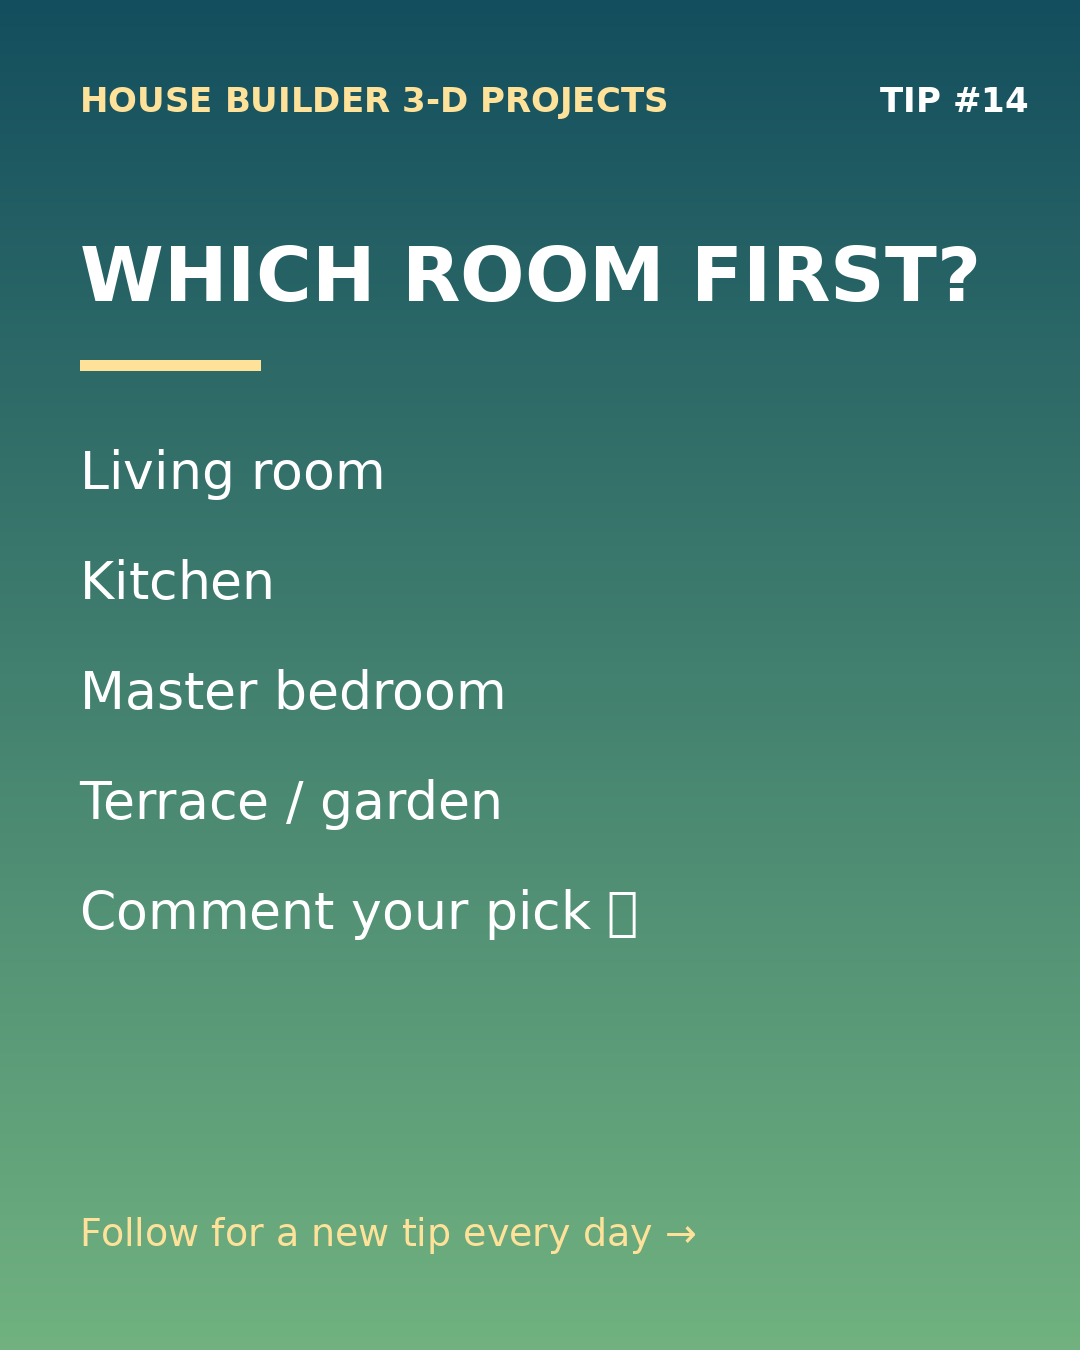 HOUSE BUILDER 3-D PROJECTS
TIP #14
WHICH ROOM FIRST?
Living room
Kitchen
Master bedroom
Terrace / garden
Comment your pick
Follow for a new tip every day →